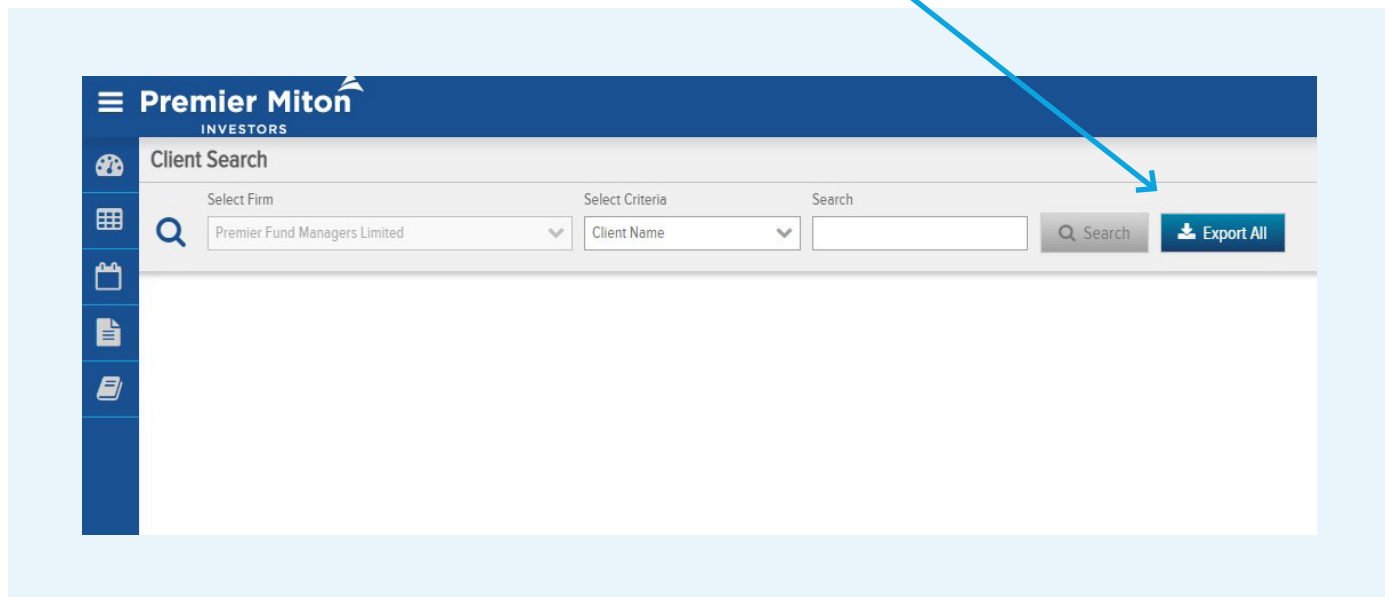 Premier Miton
INVESTORS
Client Search
Select Firm
Select Criteria
Search
Premier Fund Managers Limited
Client Name
Search
Export All